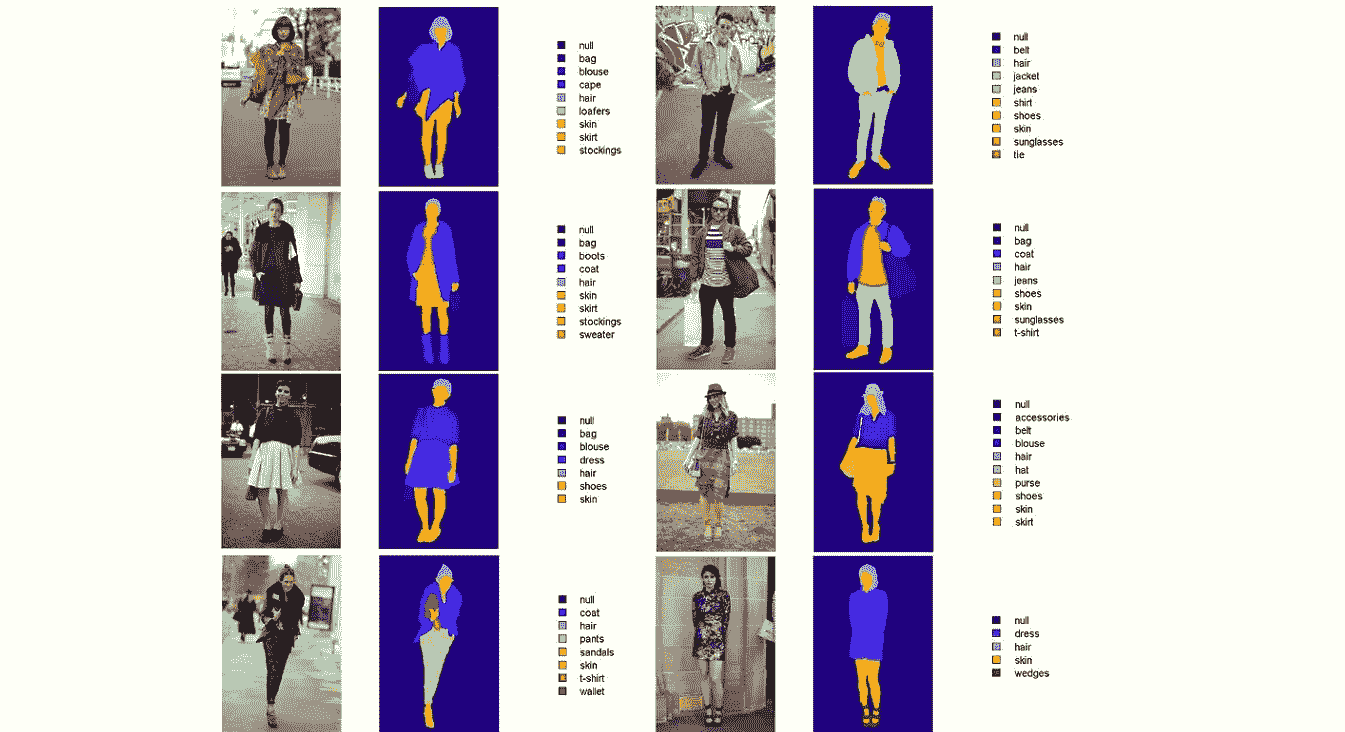 null
bag
blouse
cape
hair
loafers
skin
skirt
stockings
null
belt
hair
jacket
jeans
shirt
shoes
skin
sunglasses
tie
null
bag
boots
coat
hair
skin
skirt
stockings
sweater
null
bag
coat
hair
jeans
shoes
skin
sunglasses
t-shirt
null
bag
blouse
dress
hair
shoes
skin
null
accessories
belt
blouse
hair
hat
purse
shoes
skin
skirt
null
coat
hair
pants
sandals
skin
t-shirt
wallet
null
dress
hair
skin
wedges